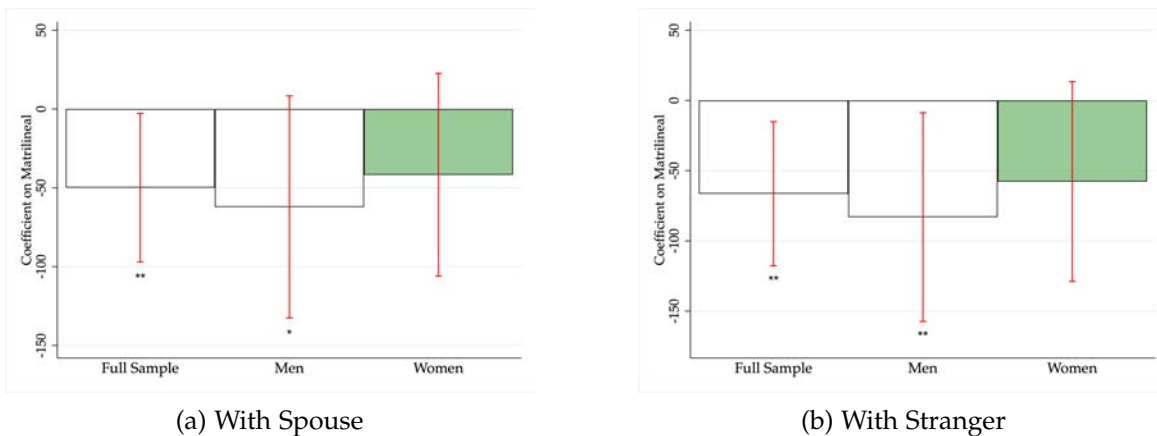 50
0
-50
-100
-150
Coefficient on Matrilineal
**
*
Full Sample Men Women
(a) With Spouse
50
0
-50
-100
-150
Coefficient on Matrilineal
**
**
Full Sample Men Women
(b) With Stranger